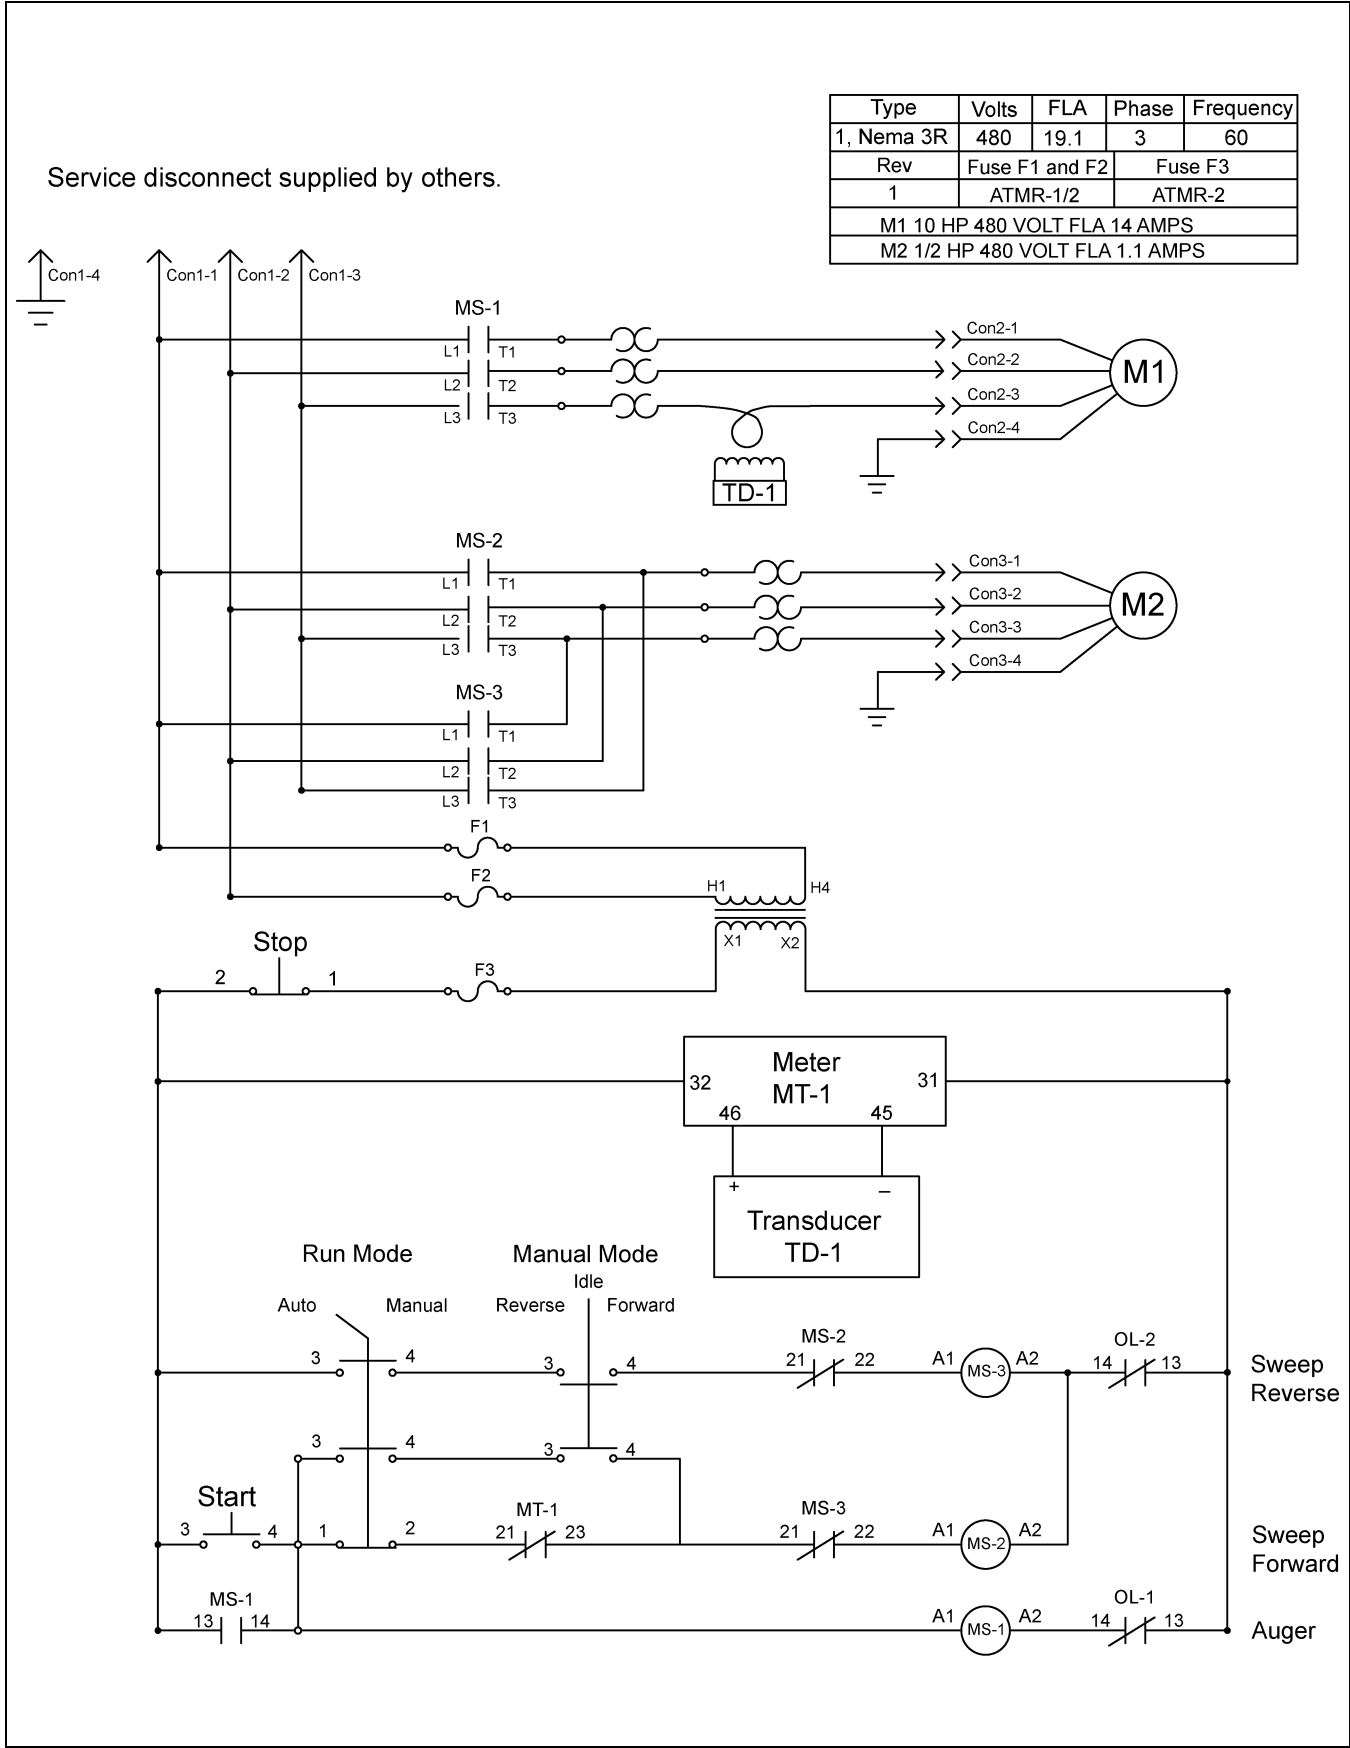 Type Volts FLA Phase Frequency
1, Nema 3R 480 19.1 3 60
Rev Fuse F1 and F2 Fuse F3
1 ATMR-1/2 ATMR-2
M1 10 HP 480 VOLT FLA 14 AMPS
M2 1/2 HP 480 VOLT FLA 1.1 AMPS
Service disconnect supplied by others.
Con1-4 Con1-1 Con1-2 Con1-3
MS-1
L1 T1 Con2-1
L2 T2 Con2-2
L3 T3 Con2-3
Con2-4
M1
TD-1
MS-2
L1 T1 Con3-1
L2 T2 Con3-2
L3 T3 Con3-3
Con3-4
M2
MS-3
L1 T1
L2 T2
L3 T3
F1
F2
H1 H4
X1 X2
Stop
2 1 F3
Meter
MT-1
32 31
46 45
+ –
Transducer
TD-1
Run Mode Manual Mode
Idle
Auto Manual Reverse Forward
3 4 3 4 MS-2 21 22 A1 MS-3 A2 OL-2 14 13 Sweep
Reverse
3 4 3 4
Start
3 4 1 2 MT-1 21 23 MS-3 21 22 A1 MS-2 A2 Sweep
Forward
MS-1
13 14 A1 MS-1 A2 OL-1 14 13 Auger